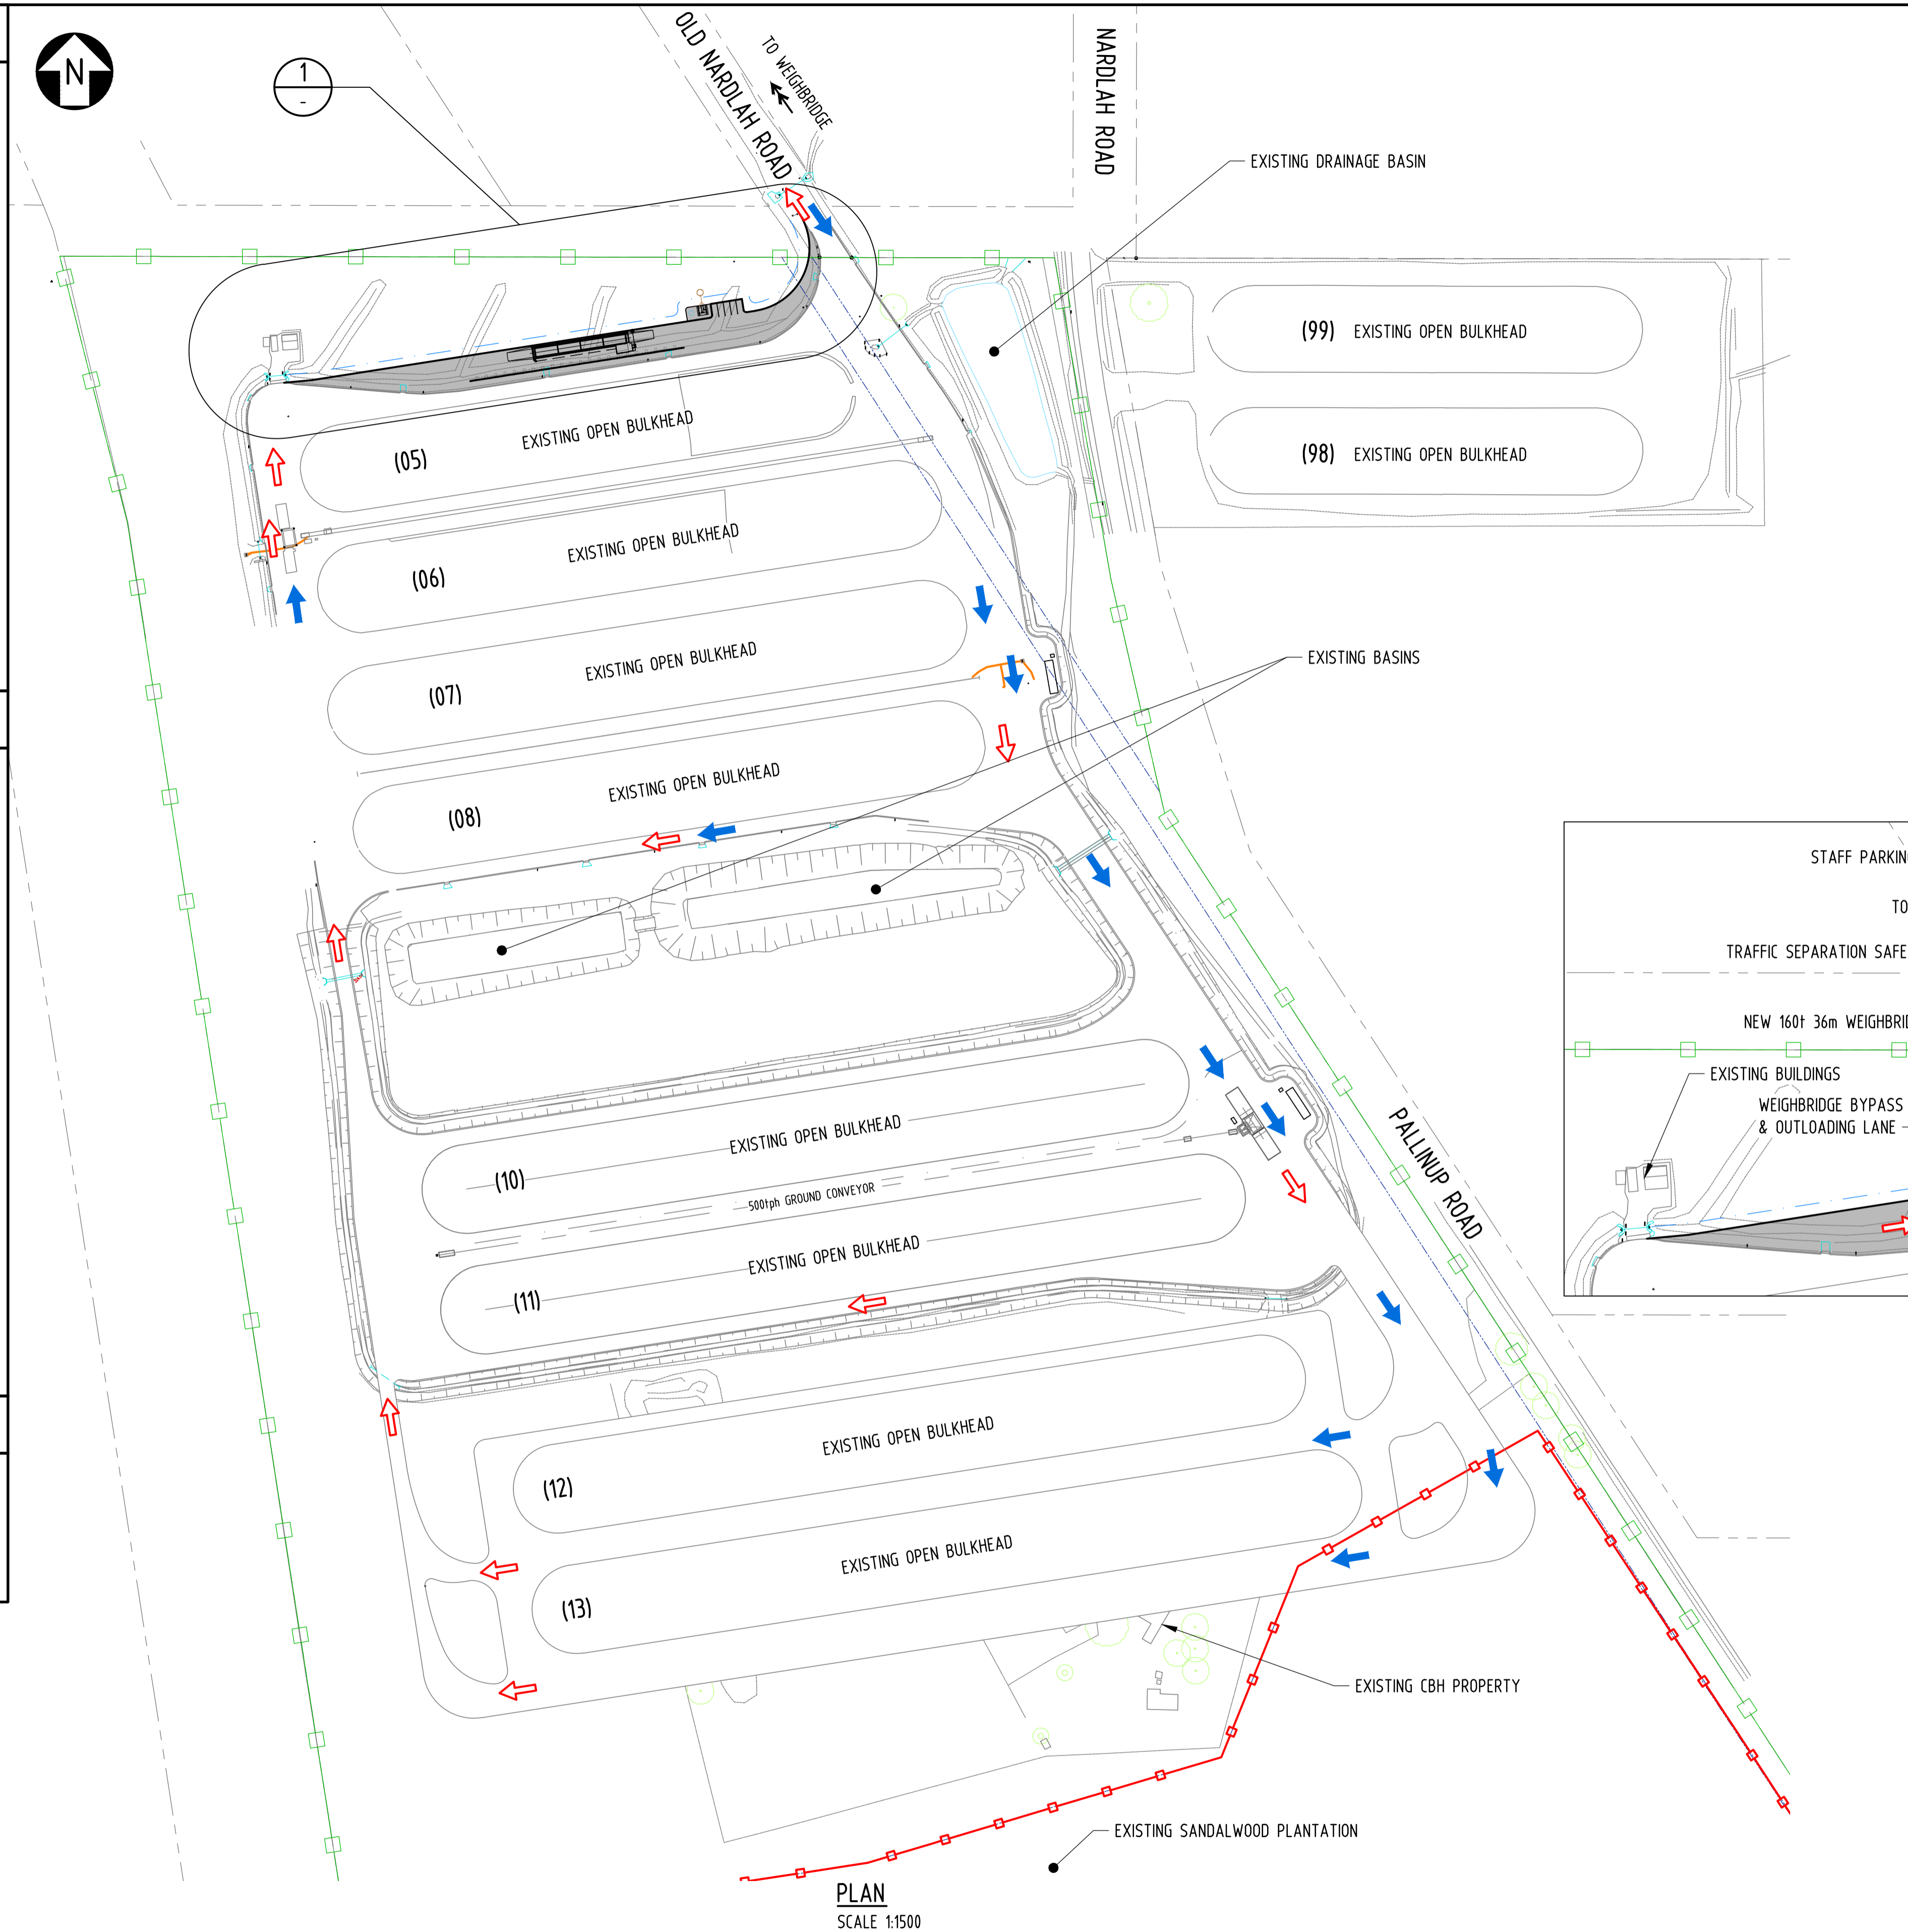 N
1
-
OLD NARDLAH ROAD
TO WEIGHBRIDGE
NARDLAH ROAD
EXISTING DRAINAGE BASIN
(99) EXISTING OPEN BULKHEAD
(98) EXISTING OPEN BULKHEAD
(05) EXISTING OPEN BULKHEAD
(06) EXISTING OPEN BULKHEAD
(07) EXISTING OPEN BULKHEAD
EXISTING BASINS
(08) EXISTING OPEN BULKHEAD
STAFF PARKIN
TO
TRAFFIC SEPARATION SAFE
NEW 160t 36m WEIGHBRID
EXISTING BUILDINGS
WEIGHBRIDGE BYPASS
& OUTLOADING LANE
PALLINUP ROAD
(10) EXISTING OPEN BULKHEAD
500tph GROUND CONVEYOR
(11) EXISTING OPEN BULKHEAD
(12) EXISTING OPEN BULKHEAD
(13) EXISTING OPEN BULKHEAD
EXISTING CBH PROPERTY
EXISTING SANDALWOOD PLANTATION
PLAN
SCALE 1:1500